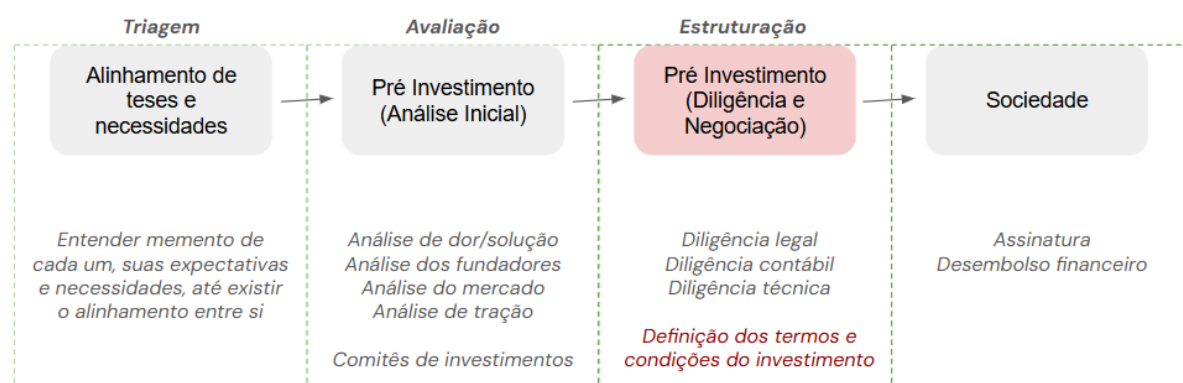 Triagem
Avaliação
Estruturação
Alinhamento de
teses e
necessidades
Pré Investimento
(Análise Inicial)
Pré Investimento
(Diligência e
Negociação)
Sociedade
Entender memento de
cada um, suas expectativas
e necessidades, até existir
o alinhamento entre si
Análise de dor/solução
Análise dos fundadores
Análise do mercado
Análise de tração
Comitês de investimentos
Diligência legal
Diligência contábil
Diligência técnica
Definição dos termos e
condições do investimento
Assinatura
Desembolso financeiro